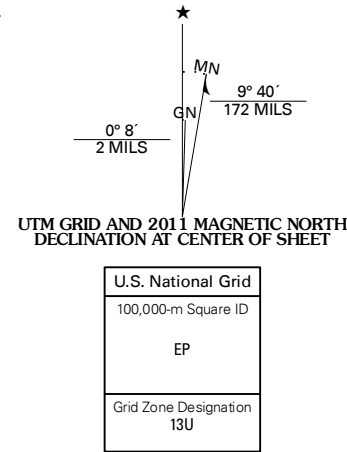 ★
MN
9° 40´
172 MILS
GN
0° 8´
2 MILS
UTM GRID AND 2011 MAGNETIC NORTH
DECLINATION AT CENTER OF SHEET
U.S. National Grid
100,000-m Square ID
EP
Grid Zone Designation
13U